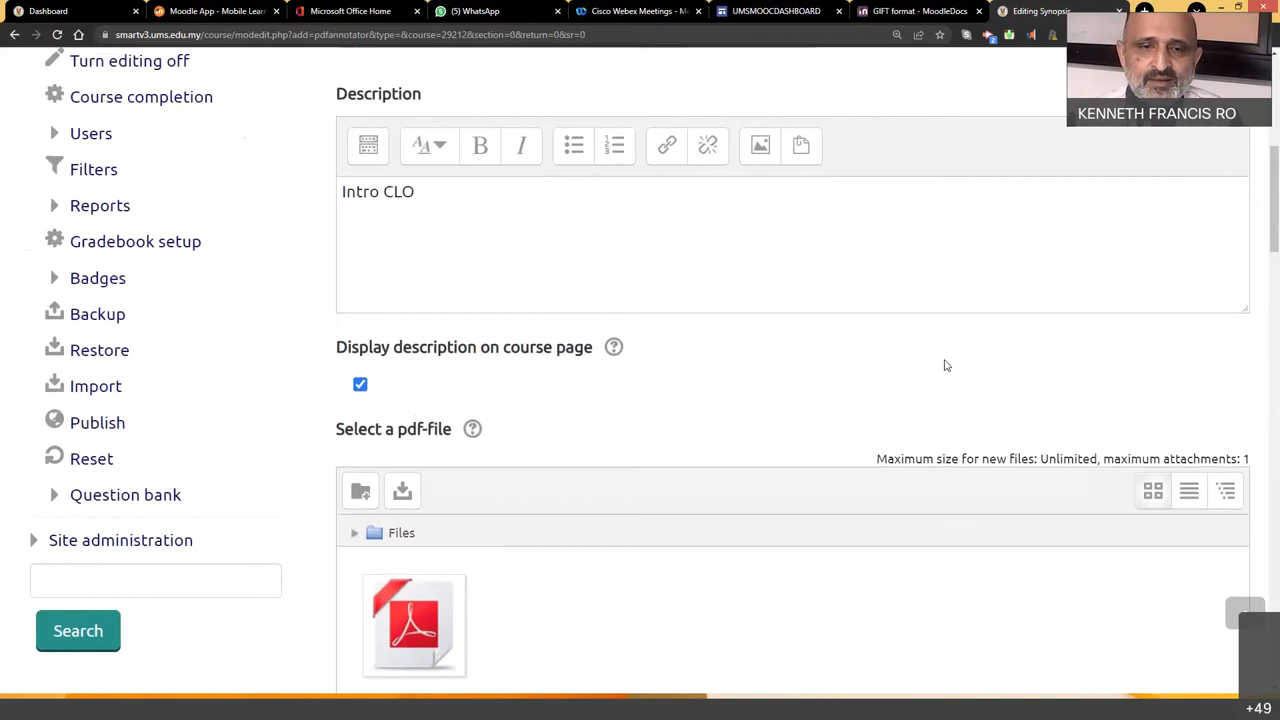 Dashboard
Moodle App - Mobile Learn
Microsoft Office Home
(5) WhatsApp
Cisco Webex Meetings - Me
UMSMOOCDASHBOARD
GIFT format - MoodleDocs
Editing Synopsis
smartv3.ums.edu.my/course/modedit.php?add=pdfannotator&type=&course=29212&section=0&return=0&sr=0
KENNETH FRANCIS RO
Turn editing off
Course completion
Users
Filters
Reports
Gradebook setup
Badges
Backup
Restore
Import
Publish
Reset
Question bank
Site administration
Search
Description
Intro CLO
Display description on course page
Select a pdf-file
Maximum size for new files: Unlimited, maximum attachments: 1
Files
+49